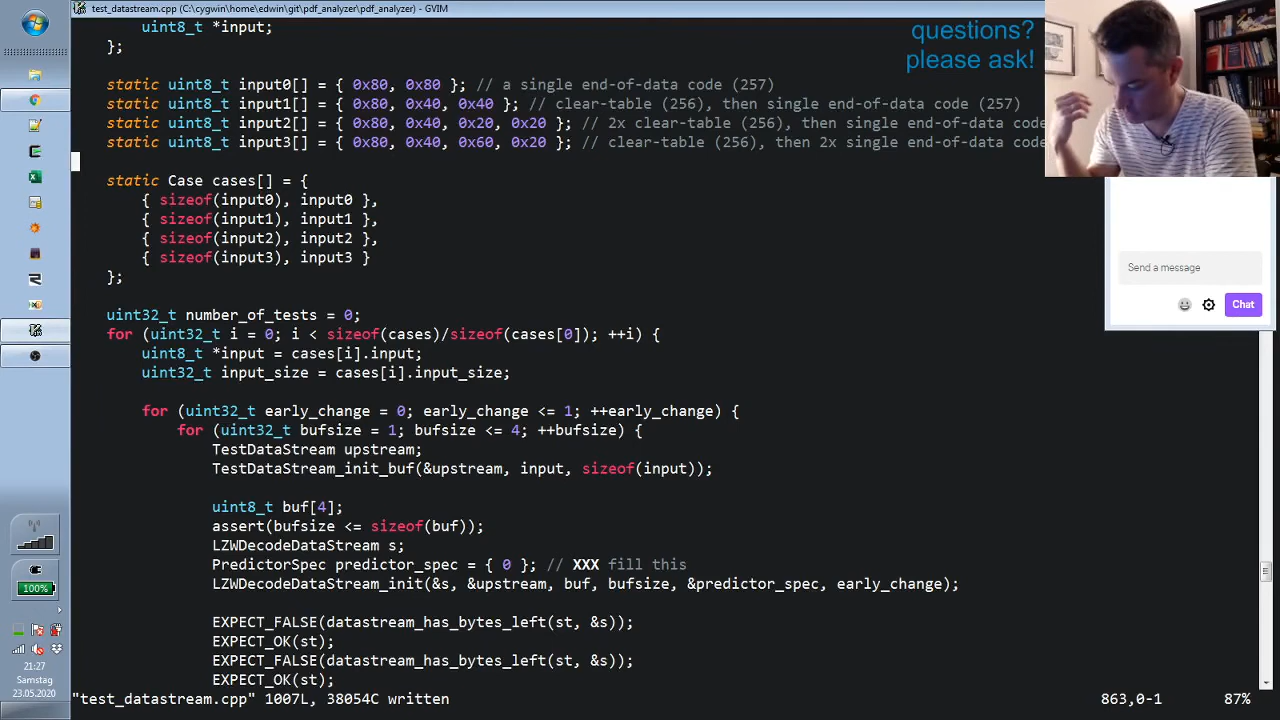 test_datastream.cpp (C:\cygwin\home\edwin\git\pdf_analyzer\pdf_analyzer) - GVIM
uint8_t *input;
};
questions?
please ask!
static uint8_t input0[] = { 0x80, 0x80 }; // a single end-of-data code (257)
static uint8_t input1[] = { 0x80, 0x40, 0x40 }; // clear-table (256), then single end-of-data code (257)
static uint8_t input2[] = { 0x80, 0x40, 0x20, 0x20 }; // 2x clear-table (256), then single end-of-data code
static uint8_t input3[] = { 0x80, 0x40, 0x60, 0x20 }; // clear-table (256), then 2x single end-of-data code
static Case cases[] = {
{ sizeof(input0), input0 },
{ sizeof(input1), input1 },
{ sizeof(input2), input2 },
{ sizeof(input3), input3 }
};
Send a message
Chat
uint32_t number_of_tests = 0;
for (uint32_t i = 0; i < sizeof(cases)/sizeof(cases[0]); ++i) {
uint8_t *input = cases[i].input;
uint32_t input_size = cases[i].input_size;
for (uint32_t early_change = 0; early_change <= 1; ++early_change) {
for (uint32_t bufsize = 1; bufsize <= 4; ++bufsize) {
TestDataStream upstream;
TestDataStream_init_buf(&upstream, input, sizeof(input));
uint8_t buf[4];
assert(bufsize <= sizeof(buf));
LZWDecodeDataStream s;
PredictorSpec predictor_spec = { 0 }; // XXX fill this
LZWDecodeDataStream_init(&s, &upstream, buf, bufsize, &predictor_spec, early_change);
EXPECT_FALSE(datastream_has_bytes_left(st, &s));
EXPECT_OK(st);
EXPECT_FALSE(datastream_has_bytes_left(st, &s));
EXPECT_OK(st);
"test_datastream.cpp" 1007L, 38054C written
863,0-1
87%
100%
21:27
Samstag
23.05.2020